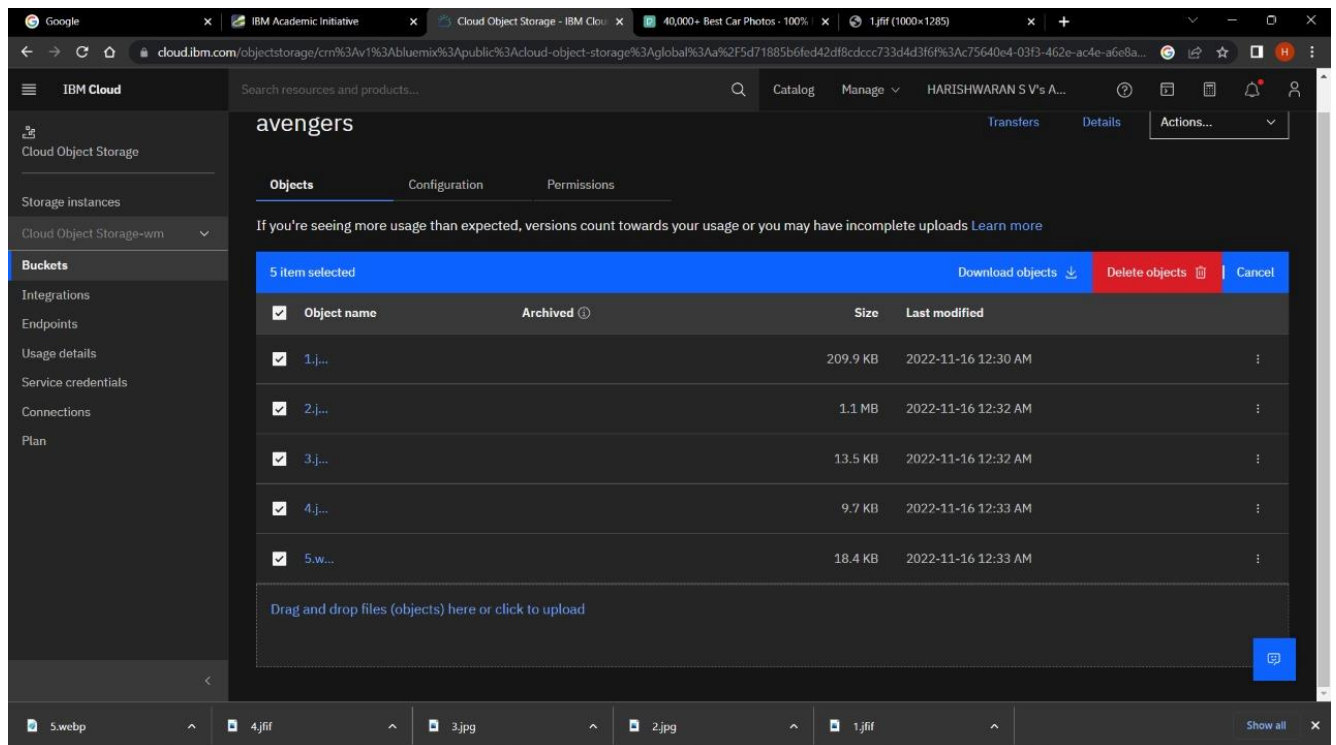 Google
IBM Academic Initiative
Cloud Object Storage - IBM Clou
40,000+ Best Car Photos · 100%
1.jfif (1000×1285)
cloud.ibm.com/objectstorage/crn%3Av1%3Abluemix%3Apublic%3Acloud-object-storage%3Aglobal%3Aa%2F5d71885b6fed42df8cdccc733d4d3f6f%3Ac75640e4-03f3-462e-ac4e-a6e8a...
H
IBM Cloud
Search resources and products...
Catalog
Manage
HARISHWARAN S V's A...
Cloud Object Storage
Storage instances
Cloud Object Storage-wm
Buckets
Integrations
Endpoints
Usage details
Service credentials
Connections
Plan
avengers
Transfers
Details
Actions...
Objects Configuration Permissions
If you're seeing more usage than expected, versions count towards your usage or you may have incomplete uploads Learn more
5 item selected Download objects Delete objects Cancel
Object name Archived Size Last modified
1.j... 209.9 KB 2022-11-16 12:30 AM
2.j... 1.1 MB 2022-11-16 12:32 AM
3.j... 13.5 KB 2022-11-16 12:32 AM
4.j... 9.7 KB 2022-11-16 12:33 AM
5.w... 18.4 KB 2022-11-16 12:33 AM
Drag and drop files (objects) here or click to upload
5.webp 4.jfif 3.jpg 2.jpg 1.jfif Show all